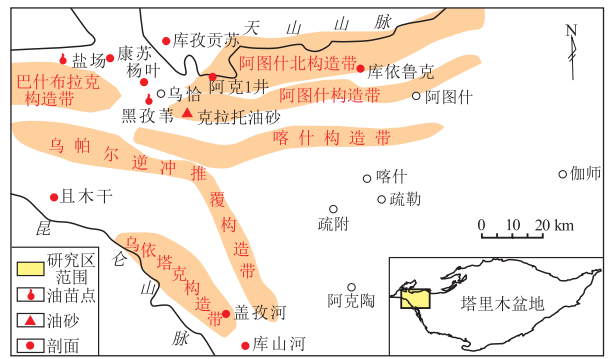 天山山脉
N
库孜贡苏
康苏
盐场
杨叶
阿图什北构造带
库依鲁克
阿克1井
巴什布拉克
构造带
乌恰
阿图什构造带
阿图什
黑孜苇
克拉托油砂
喀什构造带
乌帕尔逆冲推覆构造带
伽师
喀什
疏勒
疏附
且木干
昆仑山脉
乌依塔克构造带
0 10 20 km
阿克陶
盖孜河
库山河
研究区
范围
油苗点
油砂
剖面
塔里木盆地